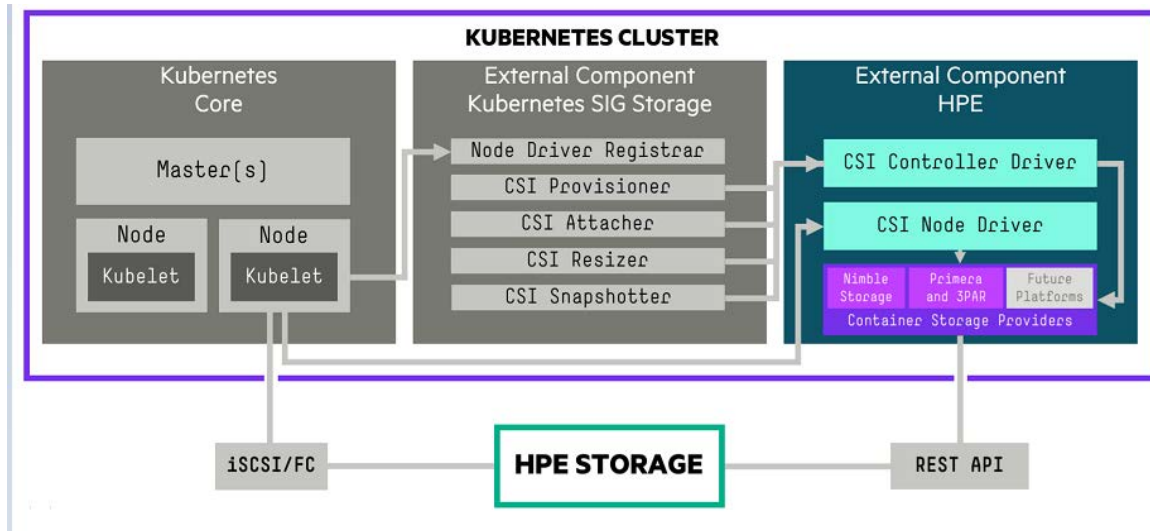 KUBERNETES CLUSTER
Kubernetes
Core
Master(s)
Node
Kubelet
Node
Kubelet
External Component
Kubernetes SIG Storage
Node Driver Registrar
CSI Provisioner
CSI Attacher
CSI Resizer
CSI Snapshotter
External Component
HPE
CSI Controller Driver
CSI Node Driver
Nimble
Storage
Primera
and 3PAR
Future
Platforms
Container Storage Providers
iSCSI/FC
HPE STORAGE
REST API